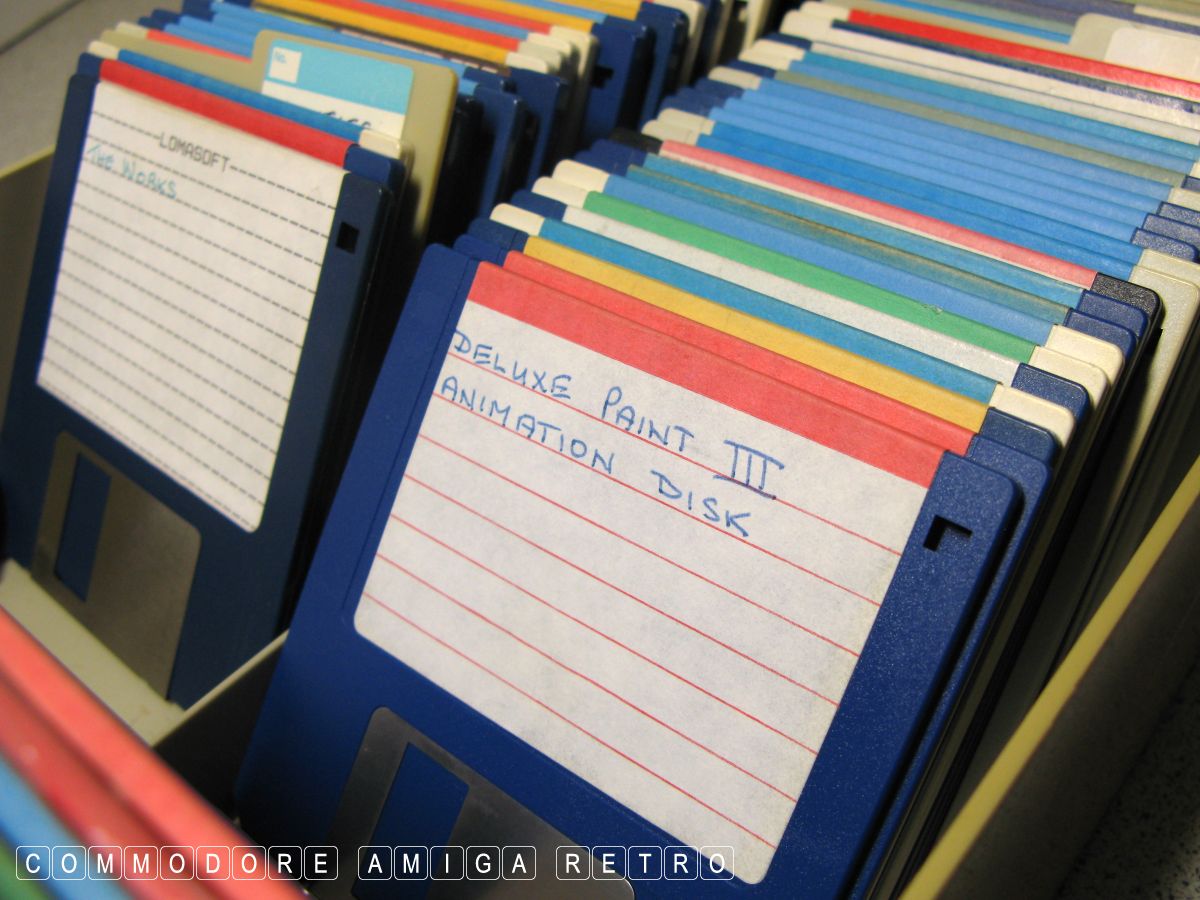 -----LOMASOFT-----
THE WORKS
DELUXE PAINT III
ANIMATION DISK
COMMODORE AMIGA RETRO